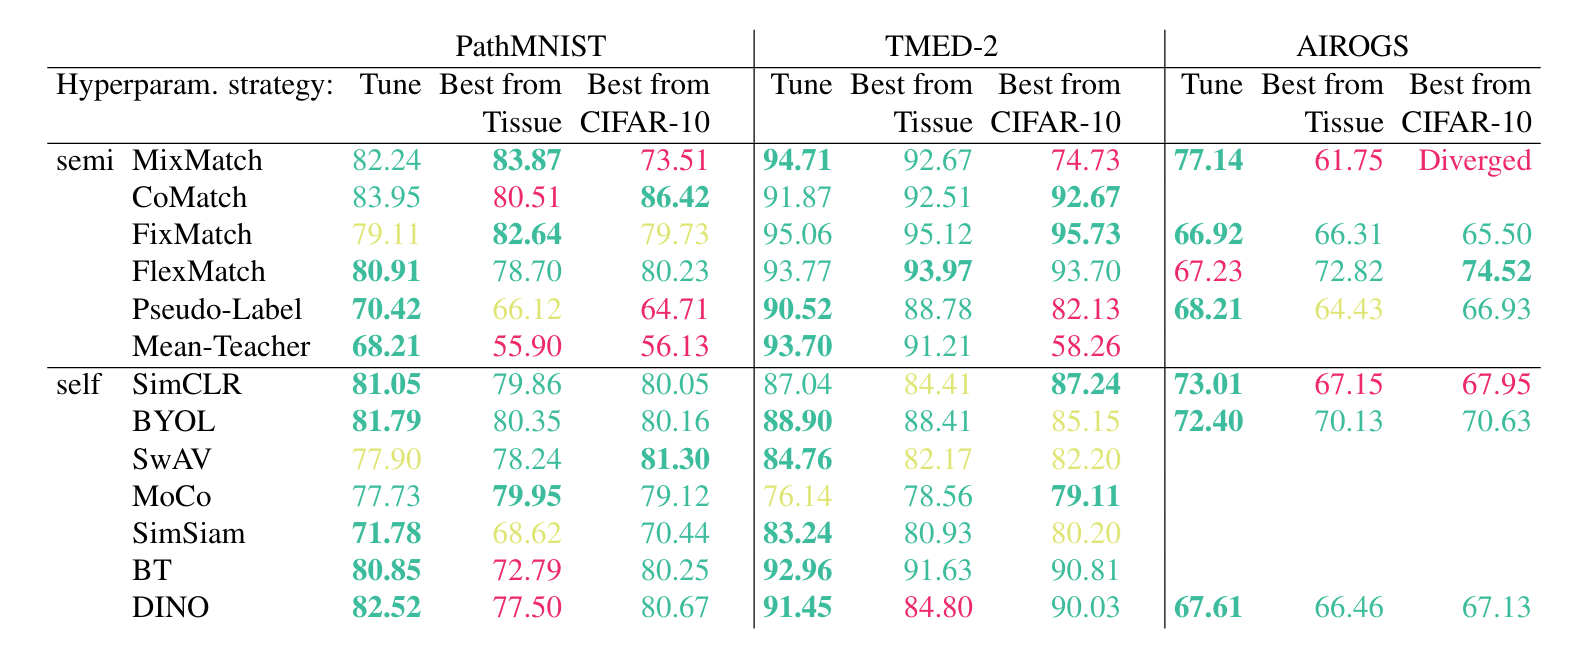 PathMNIST TMED-2 AIROGS
Hyperparam. strategy: Tune Best from Best from Tune Best from Best from Tune Best from Best from
Tissue CIFAR-10 Tissue CIFAR-10 Tissue CIFAR-10
semi MixMatch 82.24 83.87 73.51 94.71 92.67 74.73 77.14 61.75 Diverged
CoMatch 83.95 80.51 86.42 91.87 92.51 92.67
FixMatch 79.11 82.64 79.73 95.06 95.12 95.73 66.92 66.31 65.50
FlexMatch 80.91 78.70 80.23 93.77 93.97 93.70 67.23 72.82 74.52
Pseudo-Label 70.42 66.12 64.71 90.52 88.78 82.13 68.21 64.43 66.93
Mean-Teacher 68.21 55.90 56.13 93.70 91.21 58.26
self SimCLR 81.05 79.86 80.05 87.04 84.41 87.24 73.01 67.15 67.95
BYOL 81.79 80.35 80.16 88.90 88.41 85.15 72.40 70.13 70.63
SwAV 77.90 78.24 81.30 84.76 82.17 82.20
MoCo 77.73 79.95 79.12 76.14 78.56 79.11
SimSiam 71.78 68.62 70.44 83.24 80.93 80.20
BT 80.85 72.79 80.25 92.96 91.63 90.81
DINO 82.52 77.50 80.67 91.45 84.80 90.03 67.61 66.46 67.13